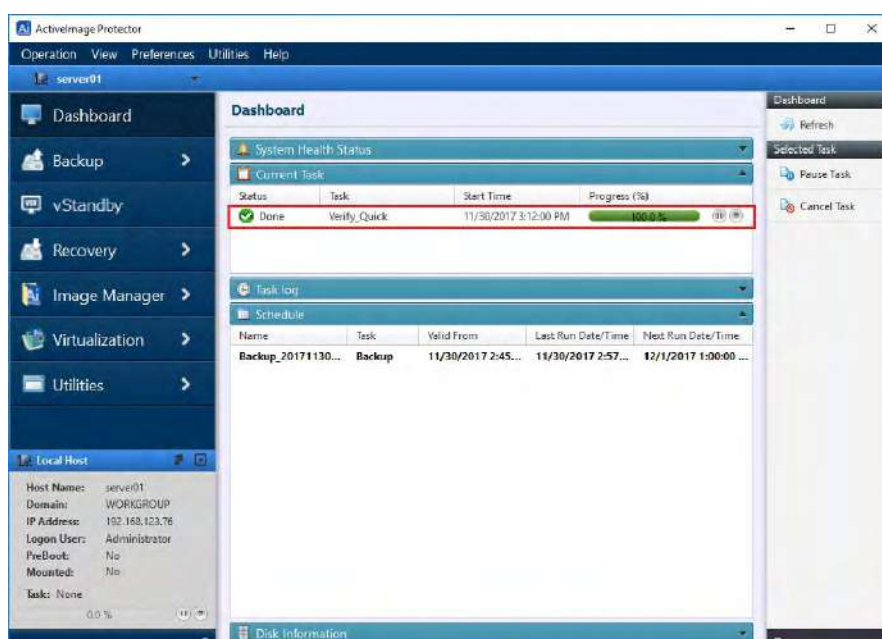 ActiveImage Protector
Operation View Preferences Utilities Help
server01
Dashboard
Backup
vStandby
Recovery
Image Manager
Virtualization
Utilities
Local Host
Host Name: server01
Domain: WORKGROUP
IP Address: 192.168.123.76
Logon User: Administrator
PreBoot: No
Mounted: No
Task: None
0.0 %
Dashboard
System Health Status
Current Task
Status Task Start Time Progress (%)
Done Verify_Quick 11/30/2017 3:12:00 PM 100.0 %
Task log
Schedule
Name Task Valid From Last Run Date/Time Next Run Date/Time
Backup_20171130... Backup 11/30/2017 2:45... 11/30/2017 2:57... 12/1/2017 1:00:00 ...
Disk Information
Dashboard
Refresh
Selected Task
Pause Task
Cancel Task